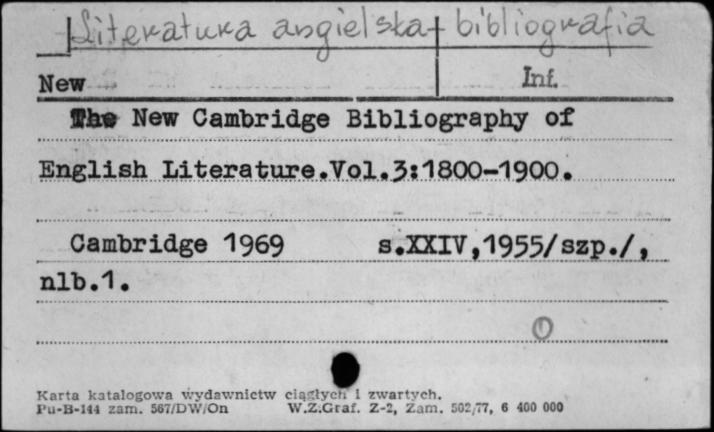 Literatura angielska - bibliografia
New Inf.
The New Cambridge Bibliography of
English Literature.Vol.3:1800-1900.
Cambridge 1969 s.XXIV,1955/szp./,
nlb.1.
Karta katalogowa wydawnictw ciągłych i zwartych.
Pu-B-144 zam. 567/DW/On W.Z.Graf. Z-2, Zam. 502/77, 6 400 000